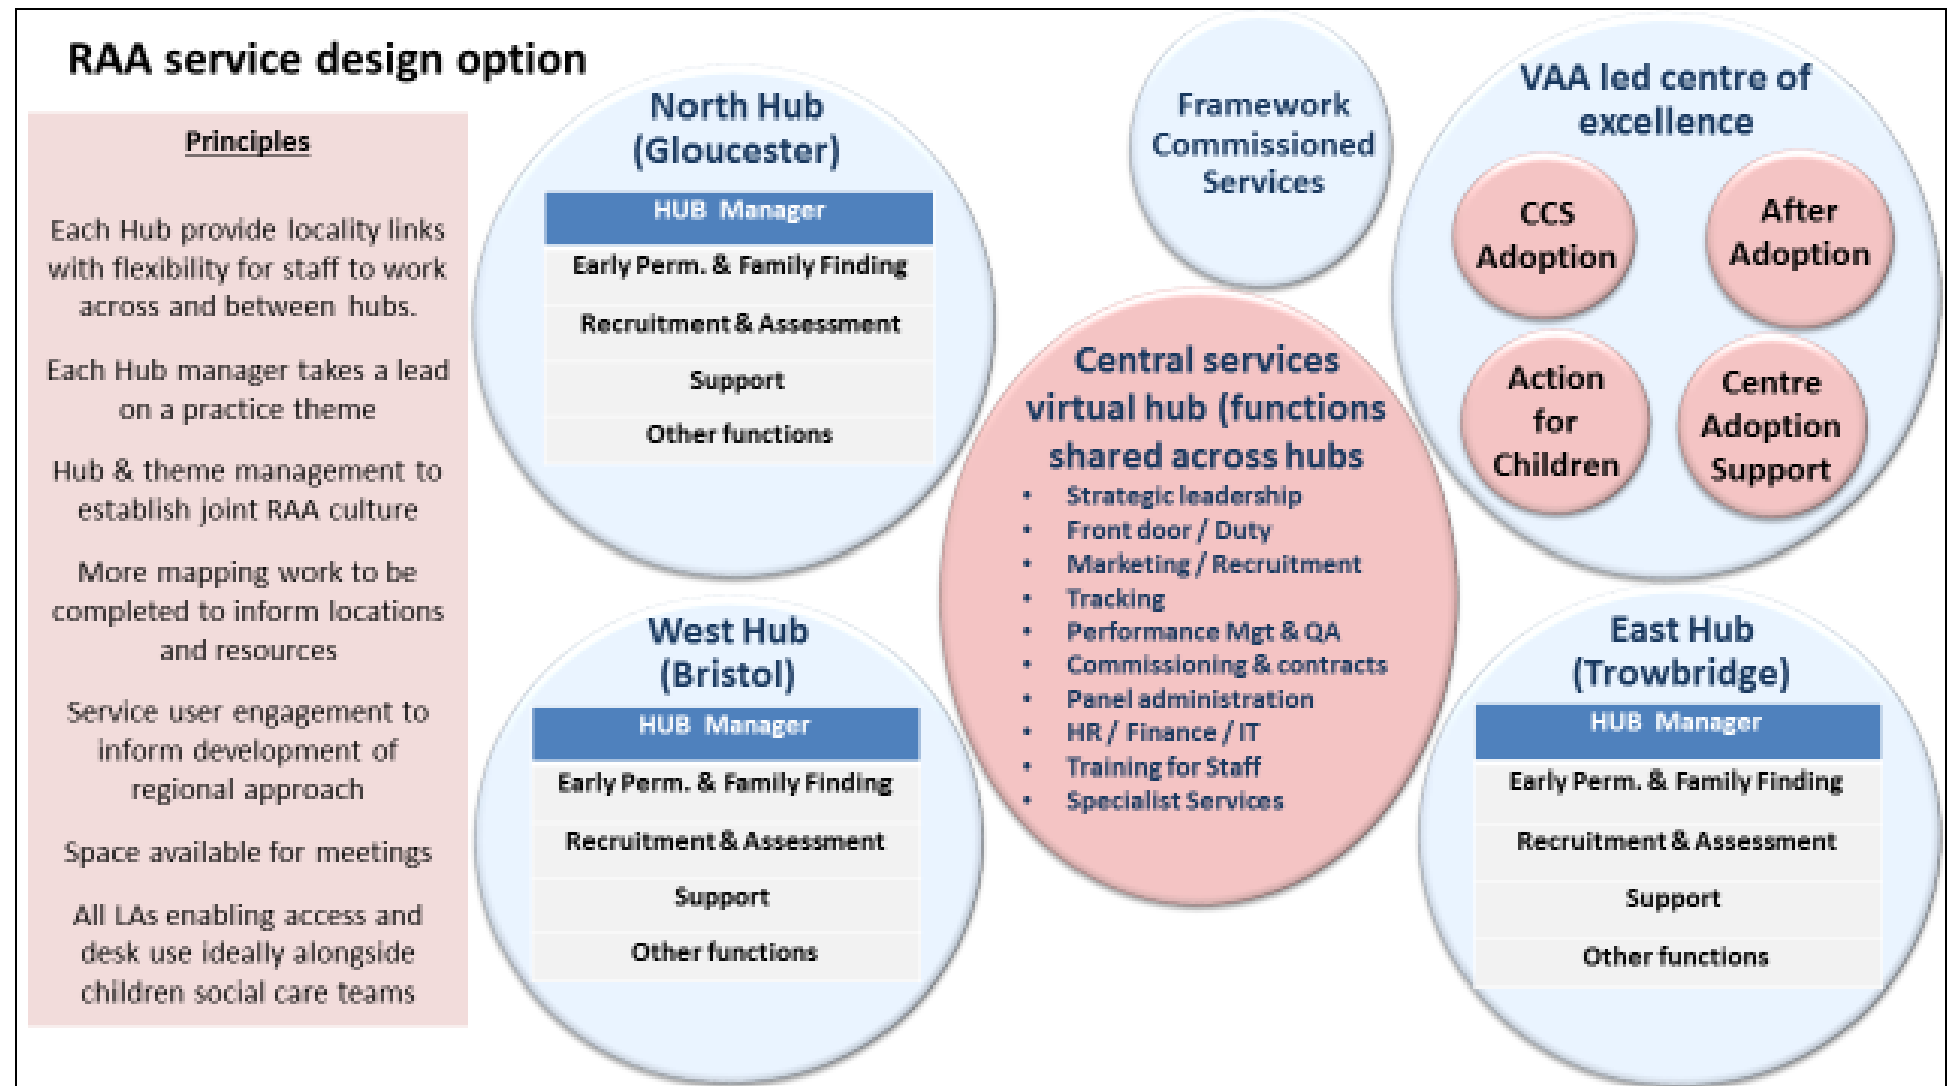 RAA service design option
Principles
Each Hub provide locality links
with flexibility for staff to work
across and between hubs.
Each Hub manager takes a lead
on a practice theme
Hub & theme management to
establish joint RAA culture
More mapping work to be
completed to inform locations
and resources
Service user engagement to
inform development of
regional approach
Space available for meetings
All LAs enabling access and
desk use ideally alongside
children social care teams
North Hub
(Gloucester)
HUB Manager
Early Perm. & Family Finding
Recruitment & Assessment
Support
Other functions
West Hub
(Bristol)
HUB Manager
Early Perm. & Family Finding
Recruitment & Assessment
Support
Other functions
Framework
Commissioned
Services
Central services
virtual hub (functions
shared across hubs
• Strategic leadership
• Front door / Duty
• Marketing / Recruitment
• Tracking
• Performance Mgt & QA
• Commissioning & contracts
• Panel administration
• HR / Finance / IT
• Training for Staff
• Specialist Services
VAA led centre of
excellence
CCS
Adoption
After
Adoption
Action
for
Children
Centre
Adoption
Support
East Hub
(Trowbridge)
HUB Manager
Early Perm. & Family Finding
Recruitment & Assessment
Support
Other functions